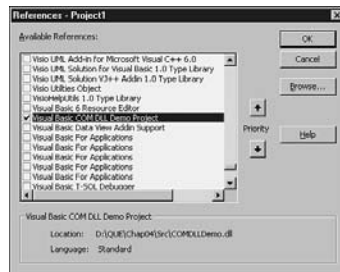 References - Project1
Available References:
OK
Visio UML Add-in for Microsoft Visual C++ 6.0
Visio UML Solution for Visual Basic 1.0 Type Library
Cancel
Visio UML Solution VJ++ Addin 1.0 Type Library
Visio Utilities Object
Browse...
VisioHelpUtils 1.0 Type Library
Visual Basic 6 Resource Editor
Visual Basic COM DLL Demo Project
Visual Basic Data View Addin Support
Priority
Help
Visual Basic For Applications
Visual Basic For Applications
Visual Basic For Applications
Visual Basic For Applications
Visual Basic T-SQL Debugger
Visual Basic COM DLL Demo Project
Location: D:\QUE\Chap04\Src\COMDLLDemo.dll
Language: Standard